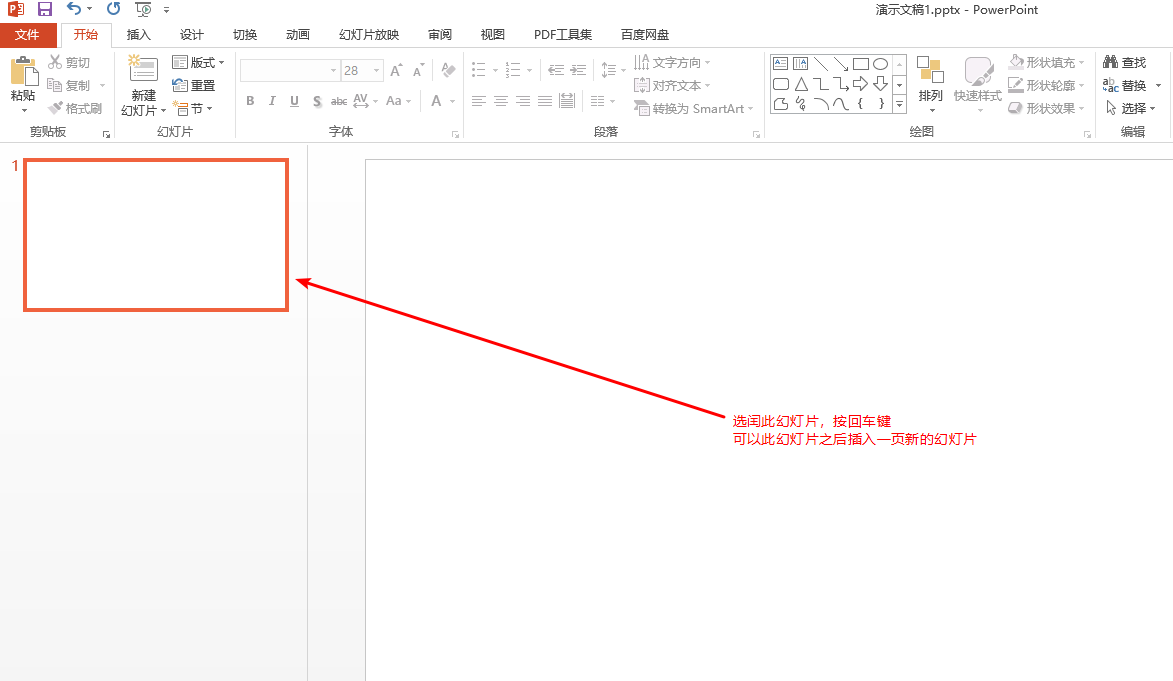 演示文稿1.pptx - PowerPoint
文件 开始 插入 设计 切换 动画 幻灯片放映 审阅 视图 PDF工具集 百度网盘
粘贴
剪切
复制
格式刷
剪贴板
新建
幻灯片
版式
重置
节
幻灯片
28
B I U S abc AV Aa A
字体
文字方向
对齐文本
转换为 SmartArt
段落
排列
快速样式
形状填充
形状轮廓
形状效果
绘图
查找
替换
选择
编辑
1
选闰此幻灯片，按回车键
可以此幻灯片之后插入一页新的幻灯片